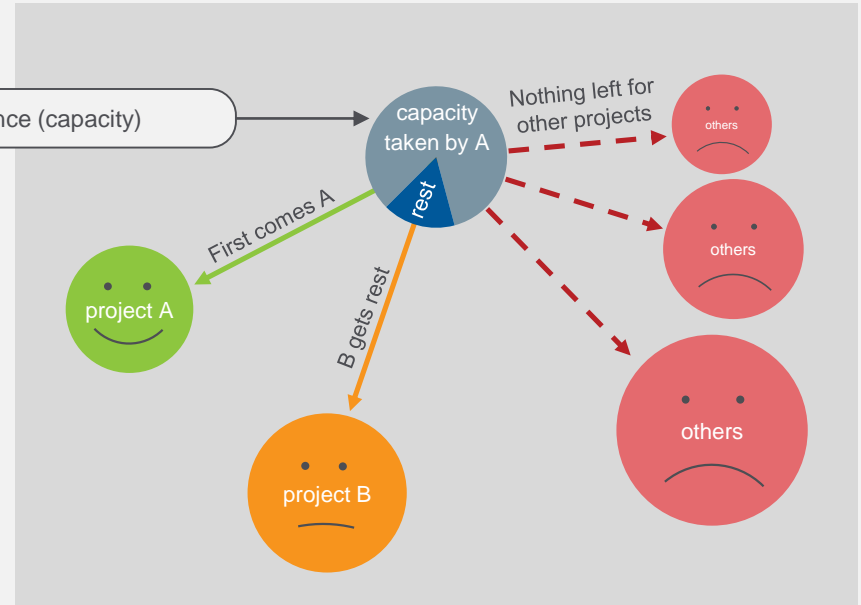 nce (capacity)
capacity
taken by A
rest
Nothing left for
other projects
others
others
others
First comes A
B gets rest
project A
project B